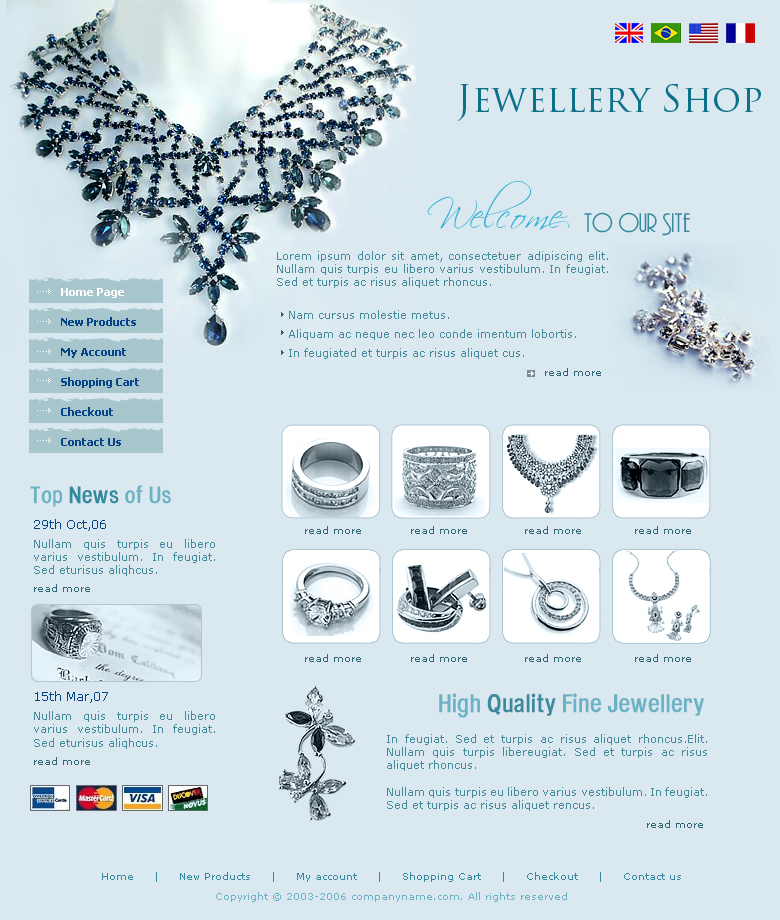 Jewellery Shop
Welcome TO OUR SITE
Lorem ipsum dolor sit amet, consectetuer adipiscing elit.
Nullam quis turpis eu libero varius vestibulum. In feugiat.
Sed et turpis ac risus aliquet rhoncus.
Nam cursus molestie metus.
Aliquam ac neque nec leo conde imentum lobortis.
In feugiated et turpis ac risus aliquet cus.
read more
Home Page
New Products
My Account
Shopping Cart
Checkout
Contact Us
Top News of Us
29th Oct,06
Nullam quis turpis eu libero
varius vestibulum. In feugiat.
Sed eturisus aliqhcus.
read more
Dom
the degree
15th Mar,07
Nullam quis turpis eu libero
varius vestibulum. In feugiat.
Sed eturisus aliqhcus.
read more
MasterCard
VISA
DISCOVER
NOVUS
read more read more read more read more
read more read more read more read more
High Quality Fine Jewellery
In feugiat. Sed et turpis ac risus aliquet rhoncus.Elit.
Nullam quis turpis libereugiat. Sed et turpis ac risus
aliquet rhoncus.
Nullam quis turpis eu libero varius vestibulum. In feugiat.
Sed et turpis ac risus aliquet rencus.
read more
Home | New Products | My account | Shopping Cart | Checkout | Contact us
Copyright © 2003-2006 companyname.com. All rights reserved